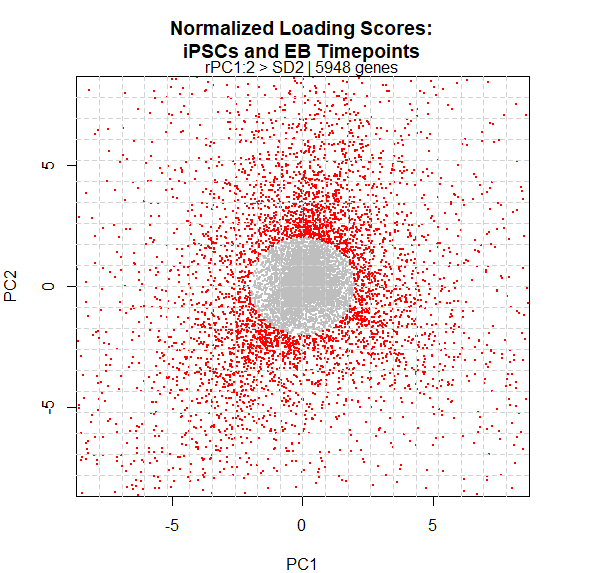 Normalized Loading Scores:
iPSCs and EB Timepoints
rPC1:2 > SD2 | 5948 genes
5
0
-5
PC2
-5
0
5
PC1